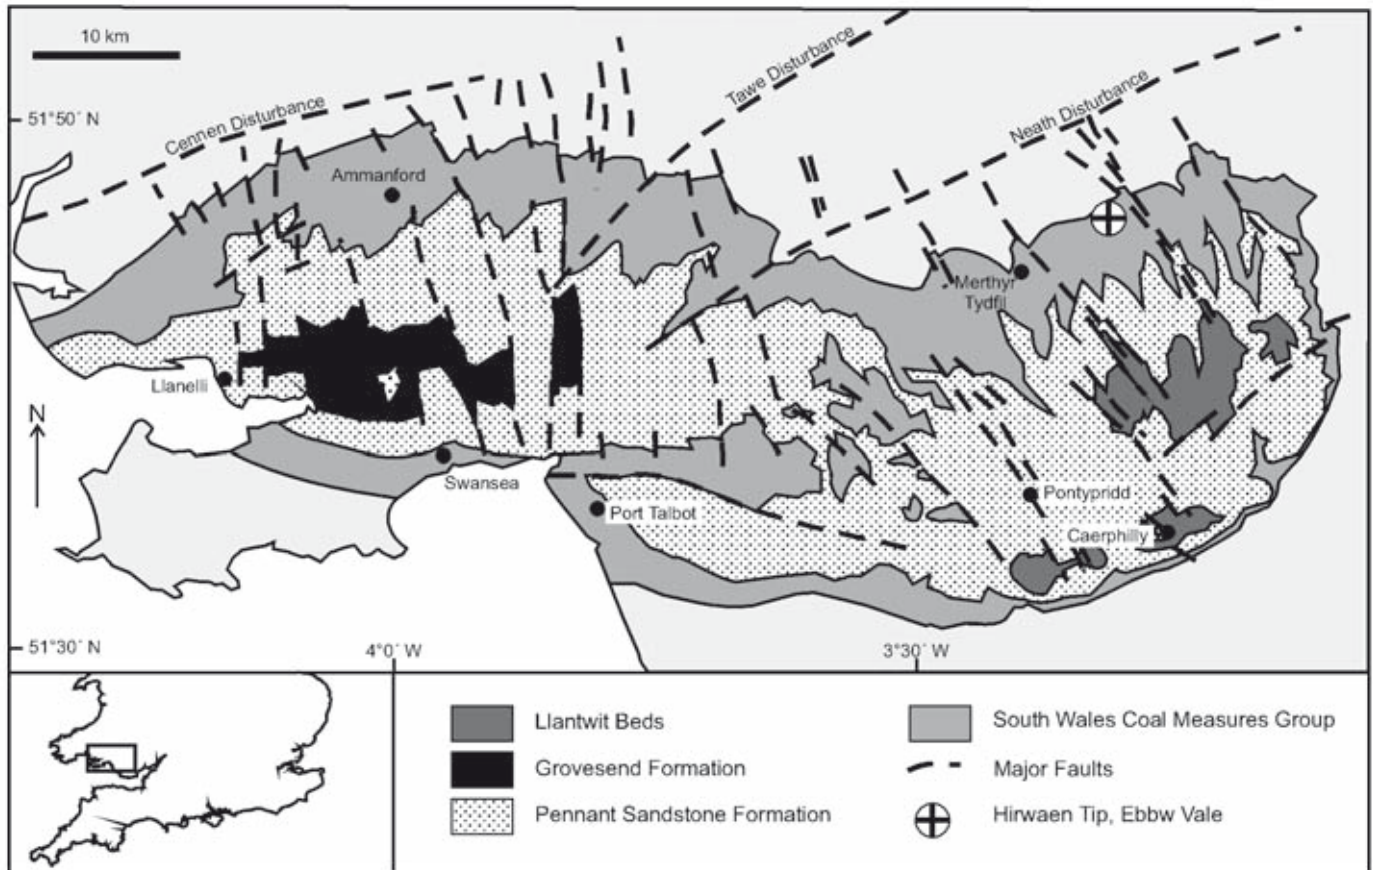 10 km
Tawe Disturbance
Cennen Disturbance
Neath Disturbance
51°50´ N
Ammanford
Merthyr
Tydfil
Llanelli
N
Swansea
Port Talbot
Pontypridd
Caerphilly
51°30´ N
4°0´ W
3°30´ W
Llantwit Beds
South Wales Coal Measures Group
Grovesend Formation
Major Faults
Pennant Sandstone Formation
Hirwaen Tip, Ebbw Vale